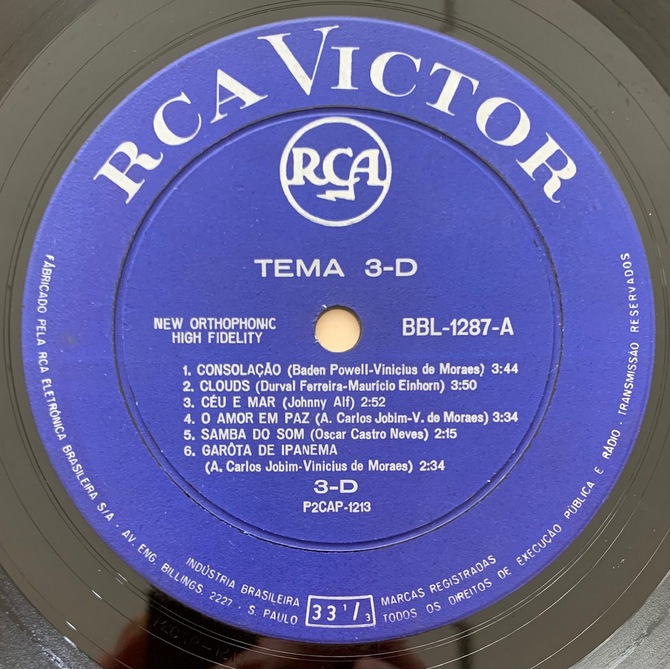 RCA VICTOR
RCA
TEMA 3-D
NEW ORTHOPHONIC
HIGH FIDELITY
BBL-1287-A
1. CONSOLAÇÃO (Baden Powell-Vinicius de Moraes) 3:44
2. CLOUDS (Durval Ferreira-Maurício Einhorn) 3:50
3. CÉU E MAR (Johnny Alf) 2:52
4. O AMOR EM PAZ (A. Carlos Jobim-V. de Moraes) 3:34
5. SAMBA DO SOM (Oscar Castro Neves) 2:15
6. GARÔTA DE IPANEMA
(A. Carlos Jobim-Vinicius de Moraes) 2:34
3-D
P2CAP-1213
FÁBRICADO PELA RCA ELETRÔNICA BRASILEIRA S/A - AV. ENG. BILLINGS, 2227 - S. PAULO
INDÚSTRIA BRASILEIRA
33 1/3
MARCAS REGISTRADAS
TODOS OS DIREITOS DE EXECUÇÃO PÚBLICA E RÁDIO - TRANSMISSÃO RESERVADOS